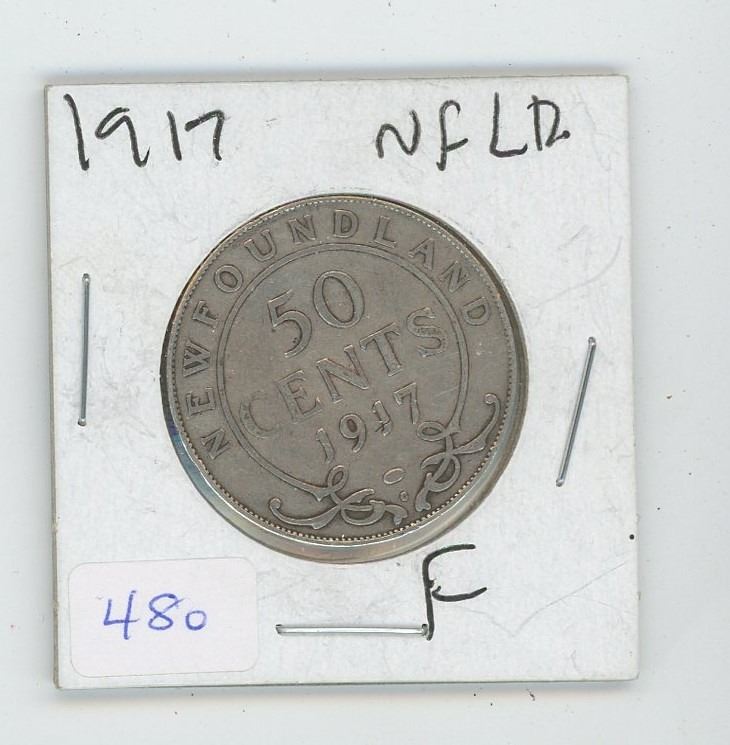 1917 NFLD
NEWFOUNDLAND
50
CENTS
1917
C
F
480